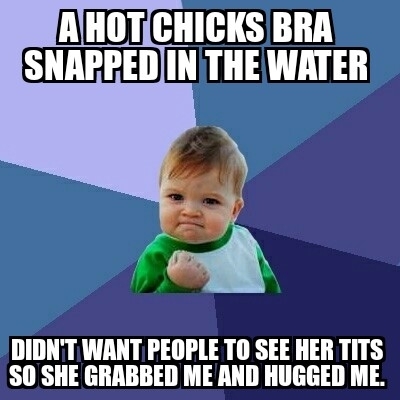 A HOT CHICKS BRA
SNAPPED IN THE WATER
DIDN'T WANT PEOPLE TO SEE HER TITS
SO SHE GRABBED ME AND HUGGED ME.